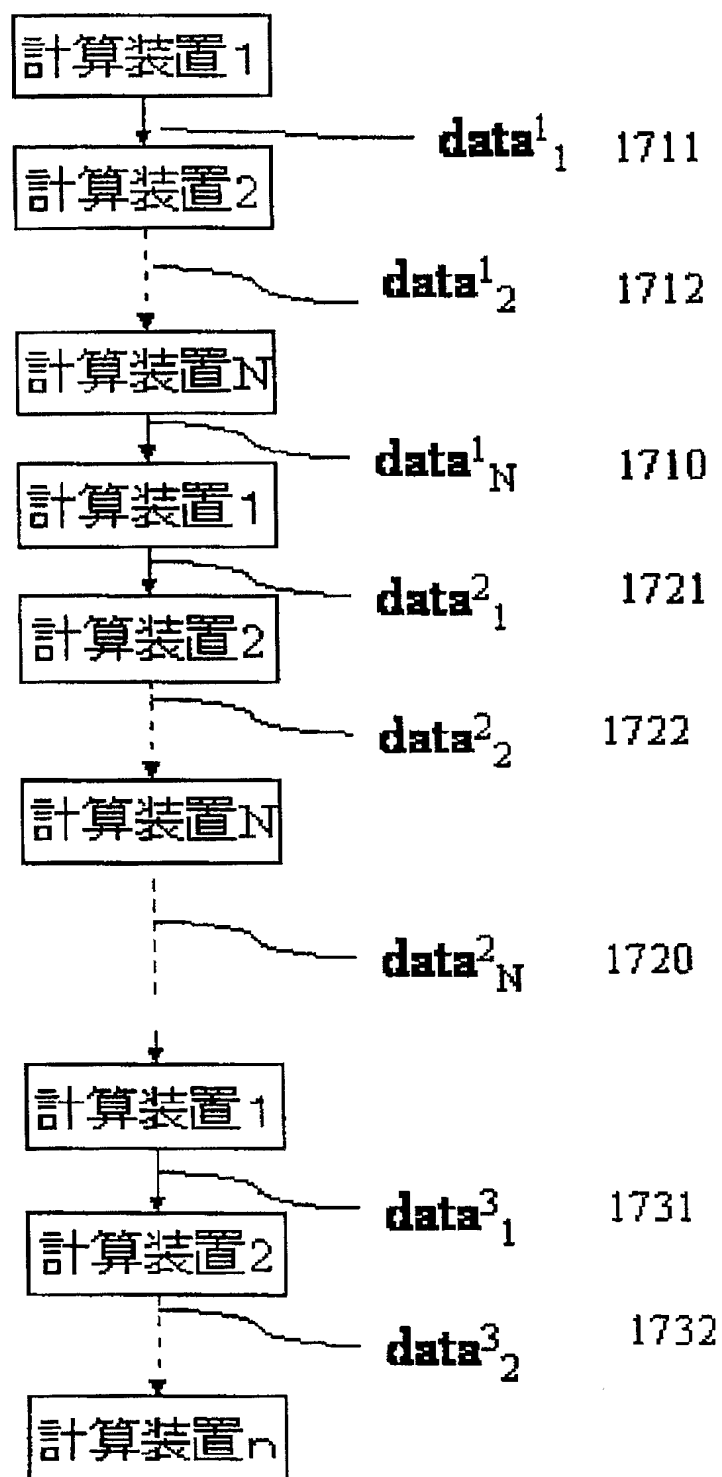 計算装置1
data¹₁ 1711
計算装置2
data¹₂ 1712
計算装置N
data¹N 1710
計算装置1
data²₁ 1721
計算装置2
data²₂ 1722
計算装置N
data²N 1720
計算装置1
data³₁ 1731
計算装置2
data³₂ 1732
計算装置n